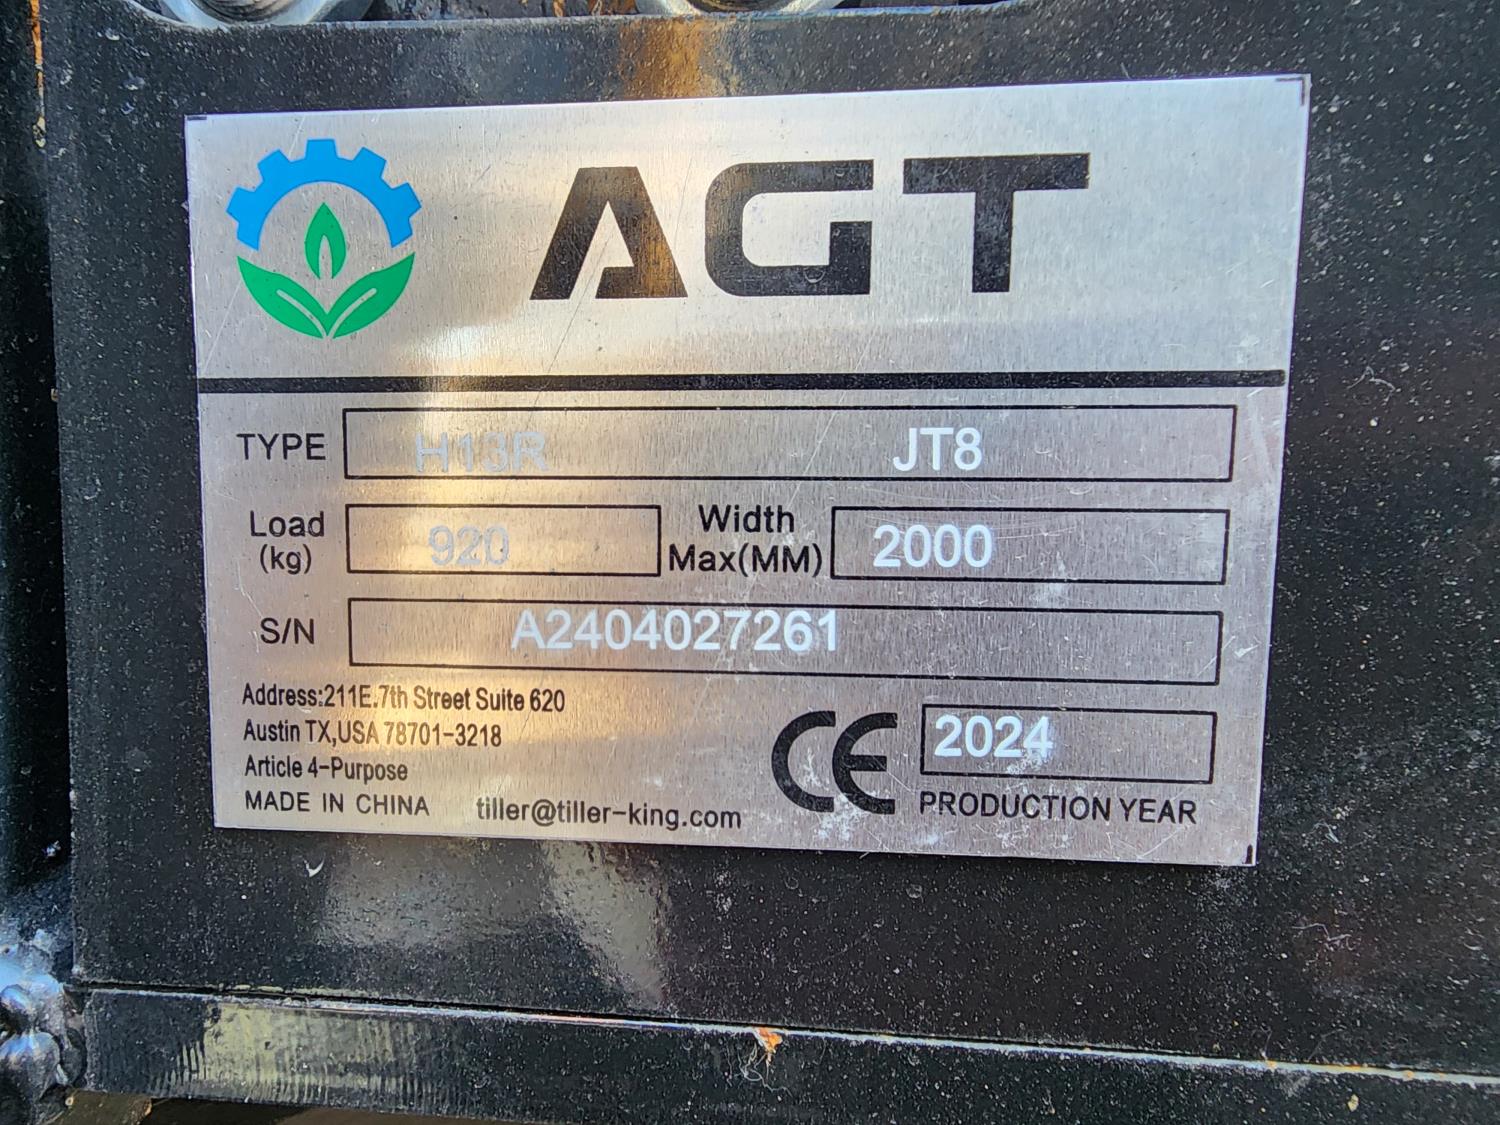 AGT
TYPE H13R JT8
Load (kg) 920 Width Max(MM) 2000
S/N A2404027261
Address:211E.7th Street Suite 620
Austin TX,USA 78701-3218
Article 4-Purpose
MADE IN CHINA tiller@tiller-king.com
CE 2024
PRODUCTION YEAR